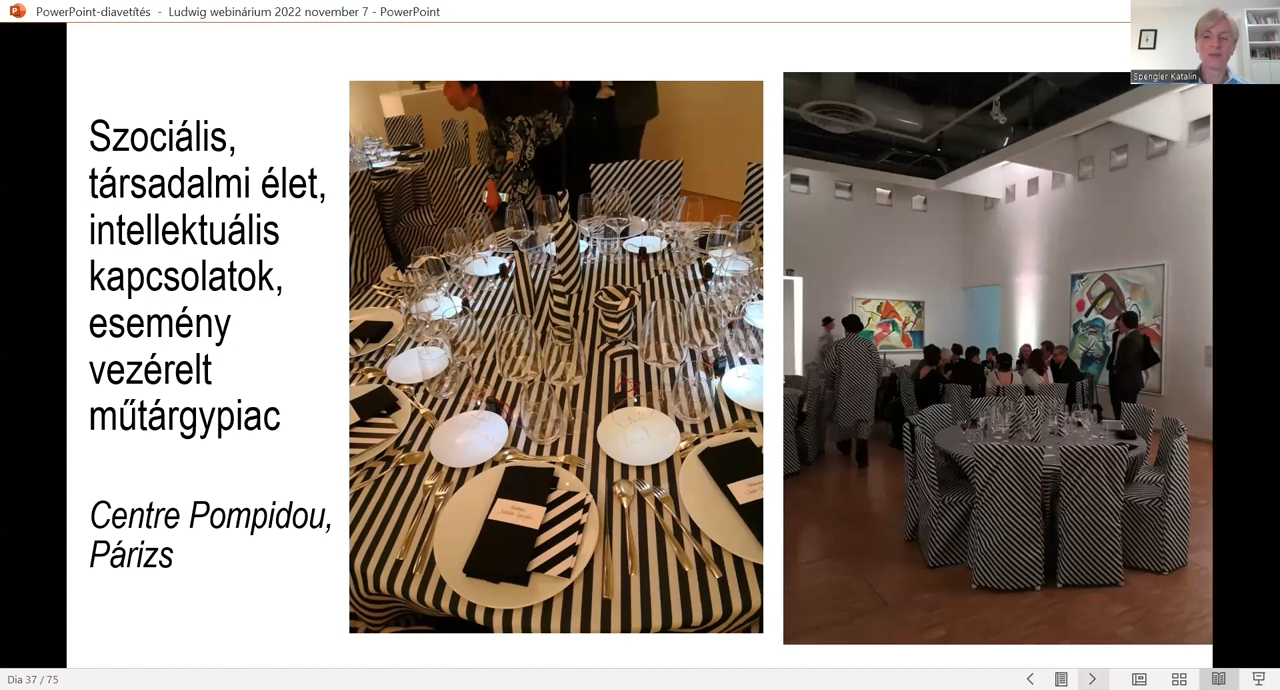 PowerPoint-diavetítés - Ludwig webinárium 2022 november 7 - PowerPoint
Spengler Katalin
Szociális,
társadalmi élet,
intellektuális
kapcsolatok,
esemény
vezérelt
műtárgypiac
Centre Pompidou,
Párizs
Dia 37 / 75